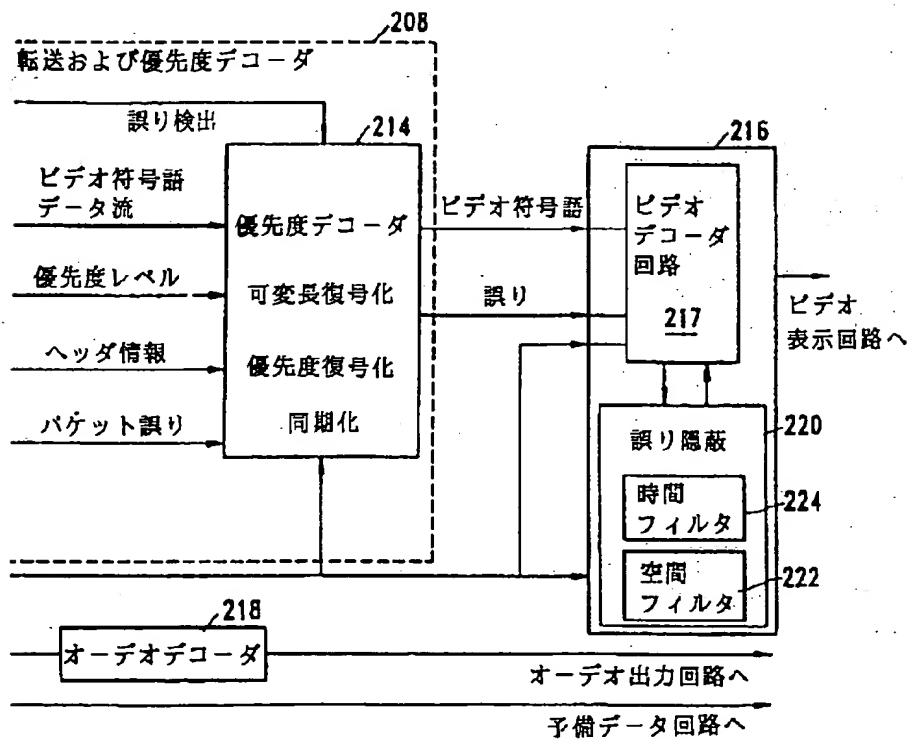 208
転送および優先度デコーダ
誤り検出
214
216
ビデオ符号語
データ流
優先度デコーダ
ビデオ符号語
ビデオ
デコーダ
回路
優先度レベル
可変長復号化
誤り
217
ビデオ
表示回路へ
ヘッダ情報
優先度復号化
パケット誤り
同期化
誤り隠蔽
220
時間
フィルタ
224
空間
フィルタ
222
218
オーデオデコーダ
オーデオ出力回路へ
予備データ回路へ